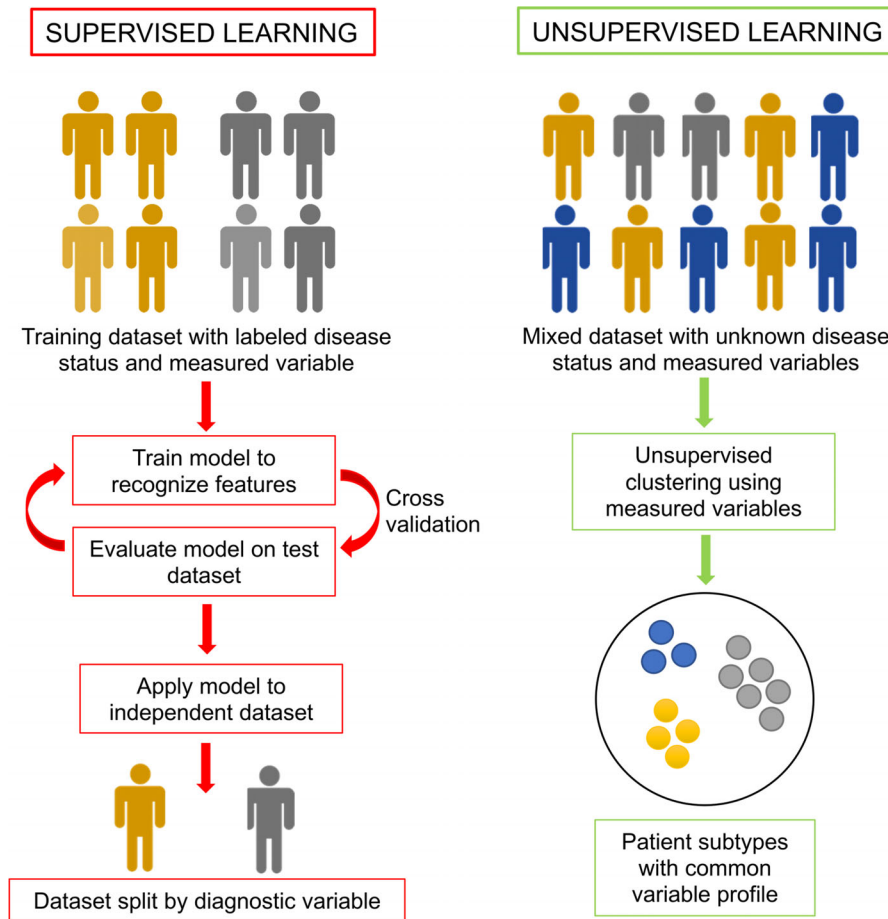 SUPERVISED LEARNING
Training dataset with labeled disease
status and measured variable
Train model to
recognize features
Cross
validation
Evaluate model on test
dataset
Apply model to
independent dataset
Dataset split by diagnostic variable
UNSUPERVISED LEARNING
Mixed dataset with unknown disease
status and measured variables
Unsupervised
clustering using
measured variables
Patient subtypes
with common
variable profile